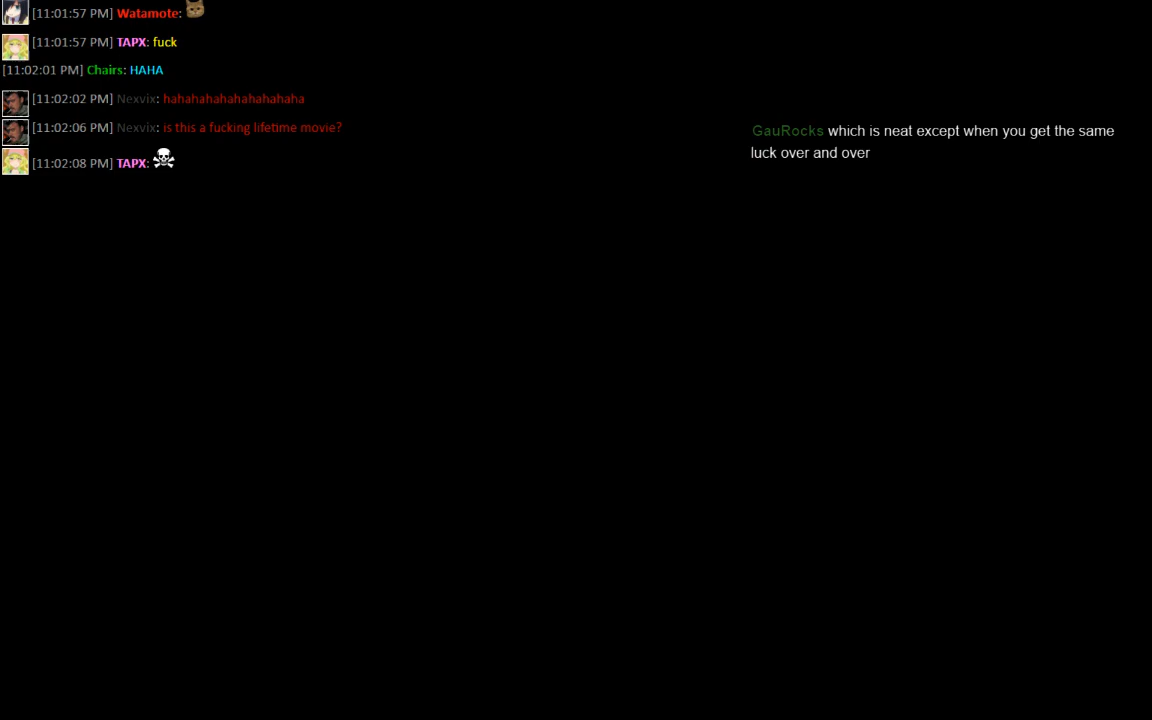 [11:01:57 PM] Watamote:
[11:01:57 PM] TAPX: fuck
[11:02:01 PM] Chairs: HAHA
[11:02:02 PM] Nexvix: hahahahahahahahaha
[11:02:06 PM] Nexvix: is this a fucking lifetime movie?
[11:02:08 PM] TAPX: ☠
GauRocks which is neat except when you get the same
luck over and over